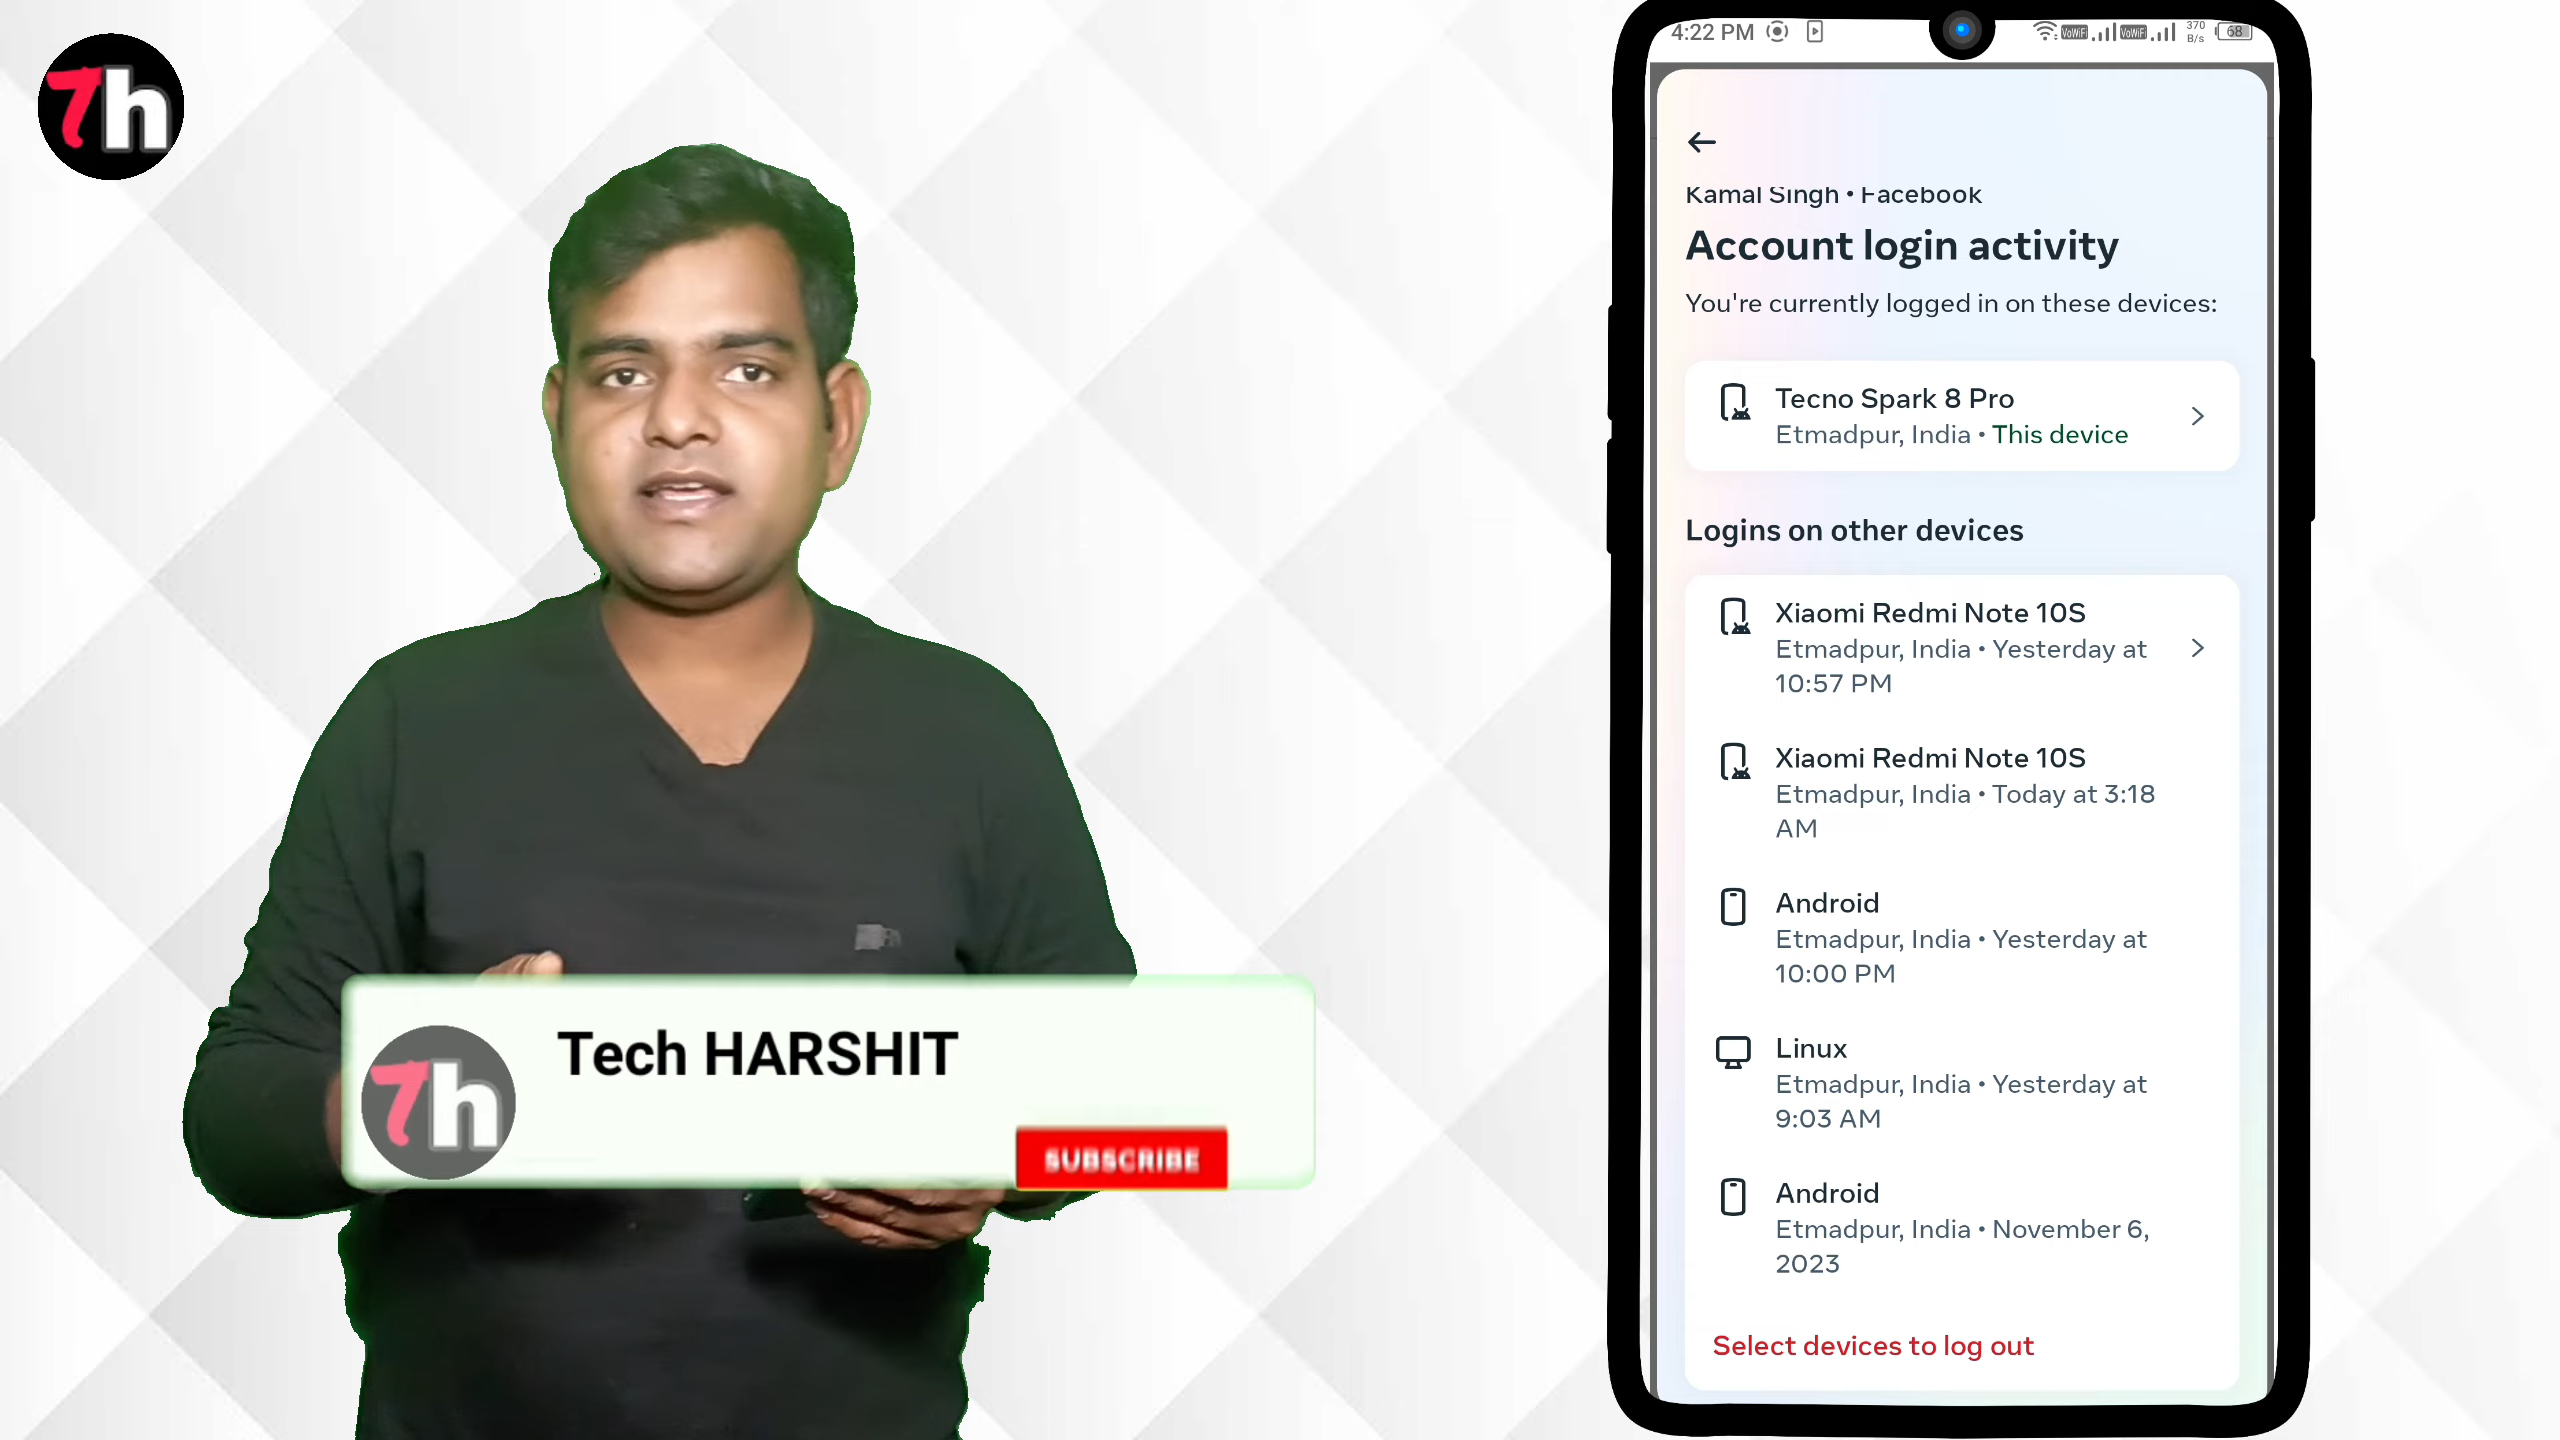 7h
Tech HARSHIT
7h
SUBSCRIBE
4:22 PM
VoWiFi
VoWiFi
370
B/s
68
Kamal Singh • Facebook
Account login activity
You're currently logged in on these devices:
Tecno Spark 8 Pro
Etmadpur, India • This device
Logins on other devices
Xiaomi Redmi Note 10S
Etmadpur, India • Yesterday at
10:57 PM
Xiaomi Redmi Note 10S
Etmadpur, India • Today at 3:18
AM
Android
Etmadpur, India • Yesterday at
10:00 PM
Linux
Etmadpur, India • Yesterday at
9:03 AM
Android
Etmadpur, India • November 6,
2023
Select devices to log out